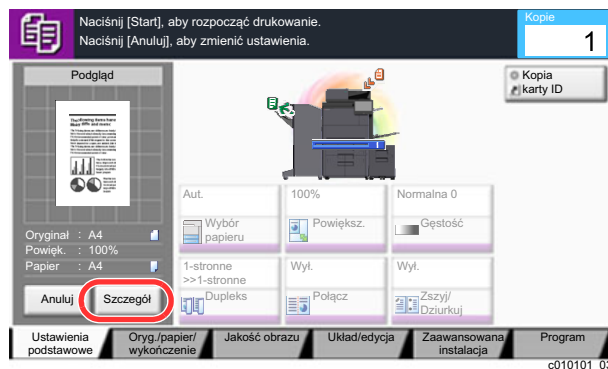 Naciśnij [Start], aby rozpocząć drukowanie.
Naciśnij [Anuluj], aby zmienić ustawienia.
Kopie
1
Podgląd
Kopia
karty ID
Aut.
100%
Normalna 0
Wybór
papieru
Powiększ.
Gęstość
Oryginał : A4
Powięk. : 100%
Papier : A4
1-stronne
>>1-stronne
Wył.
Wył.
Dupleks
Połącz
Zszyj/
Dziurkuj
Anuluj
Szczegół
Ustawienia
podstawowe
Oryg./papier/
wykończenie
Jakość obrazu
Układ/edycja
Zaawansowana
instalacja
Program